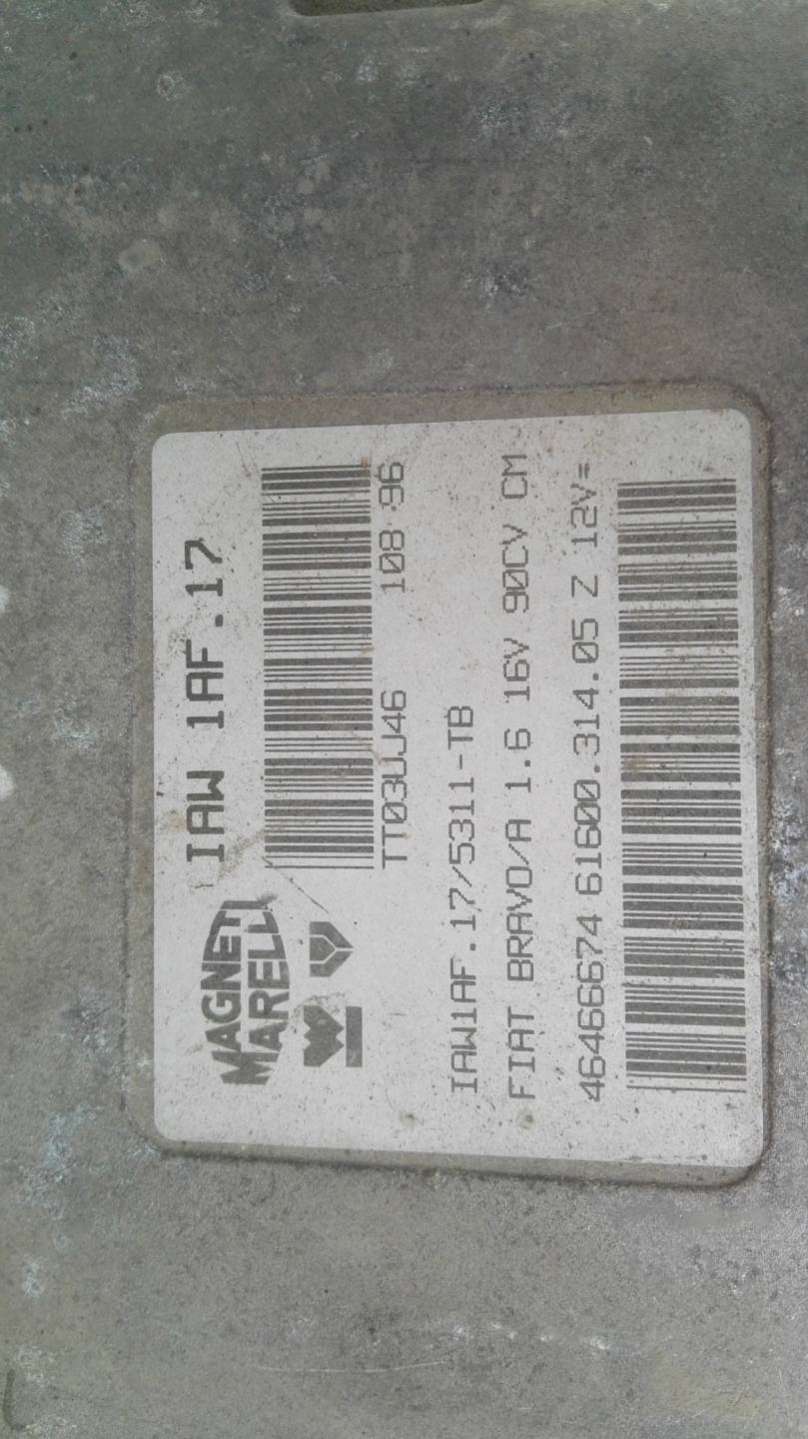 MAGNETI
MARELLI
IAW 1AF.17
TT03UJ46 108 96
IAW1AF.17/5311-TB
FIAT BRAVO/A 1.6 16V 90CV CM
46466674 61600.314.05 Z 12V=